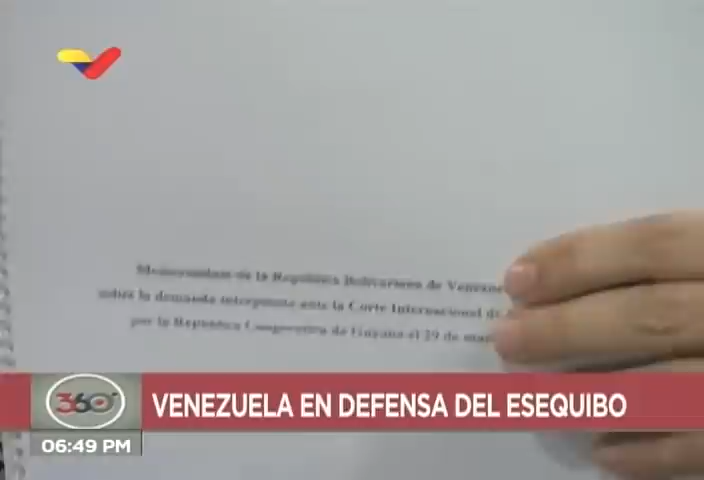 Memorandum de la República Bolivariana de
sobre la demanda interpuesta ante la Corte Internacional de
por la República Cooperativa de Guyana el 29 de
360°
VENEZUELA EN DEFENSA DEL ESEQUIBO
06:49 PM